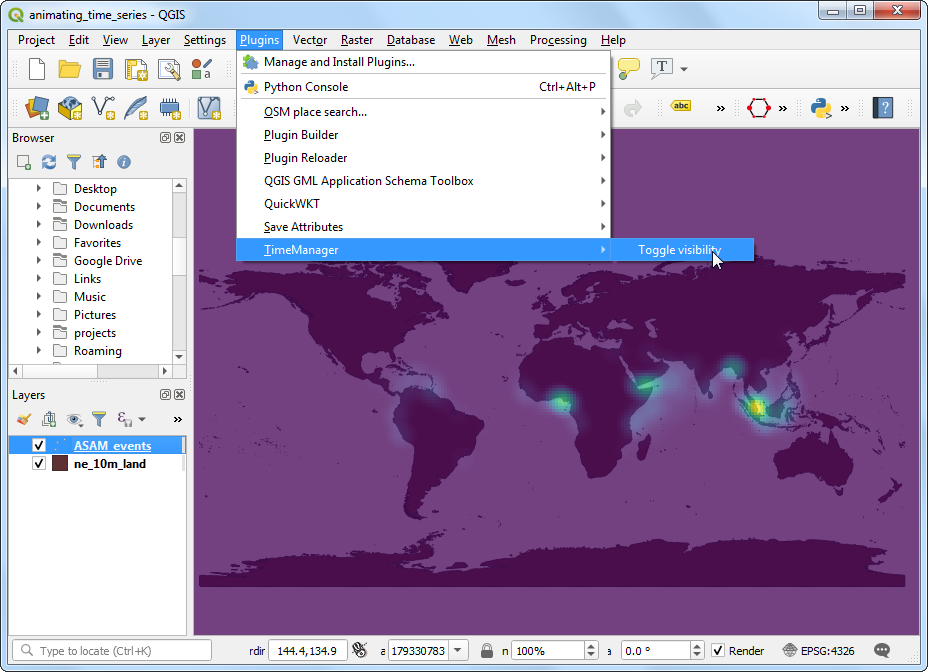 animating_time_series - QGIS
Project Edit View Layer Settings Plugins Vector Raster Database Web Mesh Processing Help
Manage and Install Plugins...
Python Console Ctrl+Alt+P
OSM place search...
Plugin Builder
Plugin Reloader
QGIS GML Application Schema Toolbox
QuickWKT
Save Attributes
TimeManager
Toggle visibility
T
abc
a
?
Browser
Desktop
Documents
Downloads
Favorites
Google Drive
Links
Music
Pictures
projects
Roaming
Layers
ASAM_events
ne_10m_land
Type to locate (Ctrl+K)
rdir 144.4,134.9
a 179330783
n 100%
a 0.0 °
Render
EPSG:4326